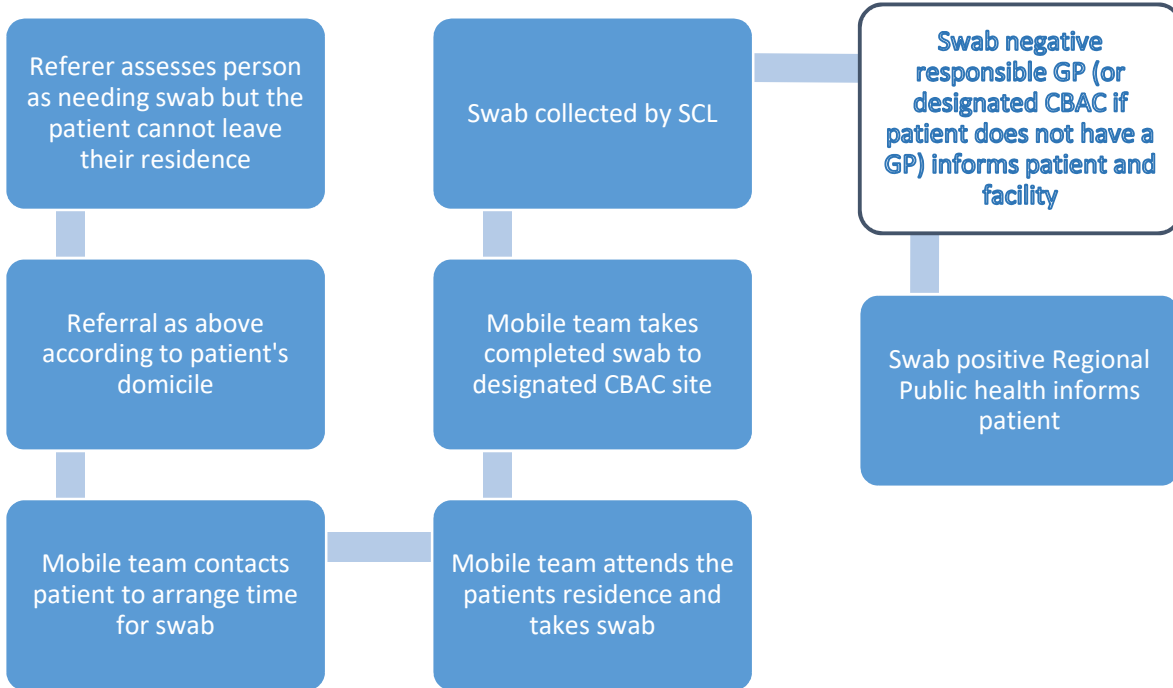 Referer assesses person
as needing swab but the
patient cannot leave
their residence
Referral as above
according to patient's
domicile
Mobile team contacts
patient to arrange time
for swab
Mobile team attends the
patients residence and
takes swab
Mobile team takes
completed swab to
designated CBAC site
Swab collected by SCL
Swab negative
responsible GP (or
designated CBAC if
patient does not have a
GP) informs patient and
facility
Swab positive Regional
Public health informs
patient